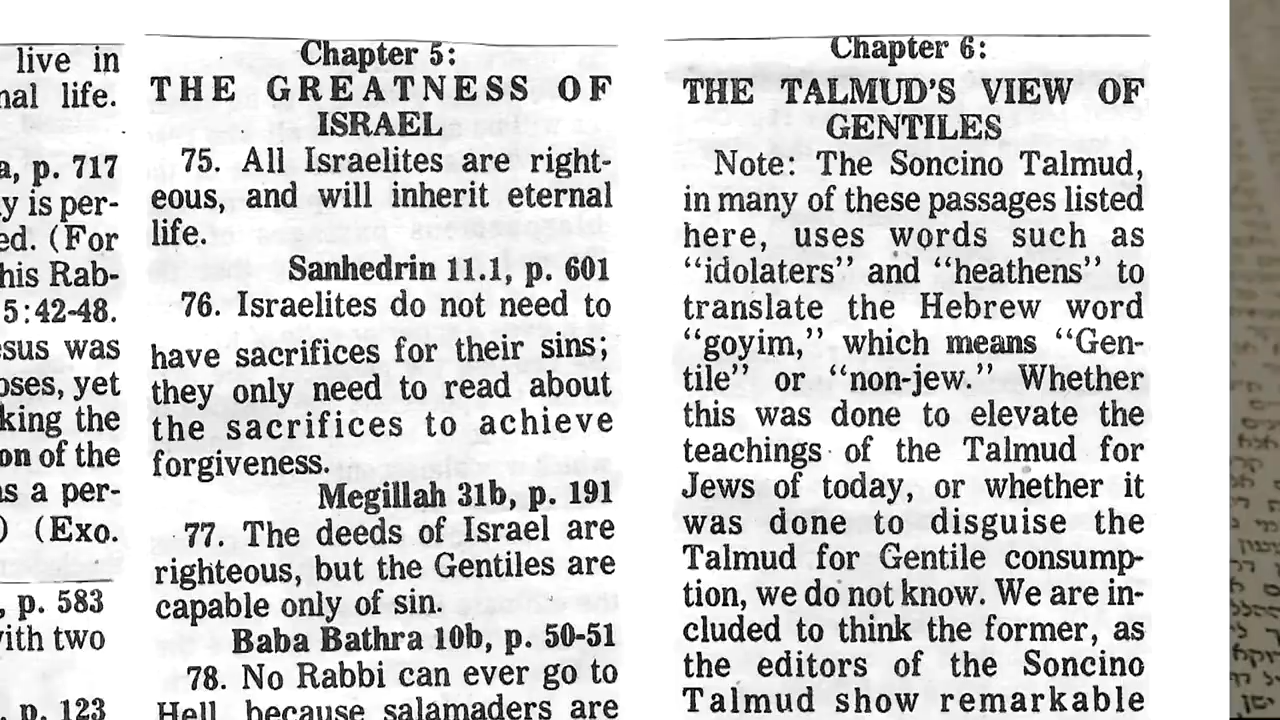 live in
nal life.
a, p. 717
y is per-
ed. (For
his Rab-
5:42-48.
esus was
oses, yet
king the
on of the
as a per-
) (Exo.
, p. 583
with two
, p. 123
Chapter 5:
THE GREATNESS OF
ISRAEL
75. All Israelites are right-
eous, and will inherit eternal
life.
Sanhedrin 11.1, p. 601
76. Israelites do not need to
have sacrifices for their sins;
they only need to read about
the sacrifices to achieve
forgiveness.
Megillah 31b, p. 191
77. The deeds of Israel are
righteous, but the Gentiles are
capable only of sin.
Baba Bathra 10b, p. 50-51
78. No Rabbi can ever go to
Hell, because salamaders are
Chapter 6:
THE TALMUD'S VIEW OF
GENTILES
Note: The Soncino Talmud,
in many of these passages listed
here, uses words such as
"idolaters" and "heathens" to
translate the Hebrew word
"goyim," which means "Gen-
tile" or "non-jew." Whether
this was done to elevate the
teachings of the Talmud for
Jews of today, or whether it
was done to disguise the
Talmud for Gentile consump-
tion, we do not know. We are in-
cluded to think the former, as
the editors of the Soncino
Talmud show remarkable